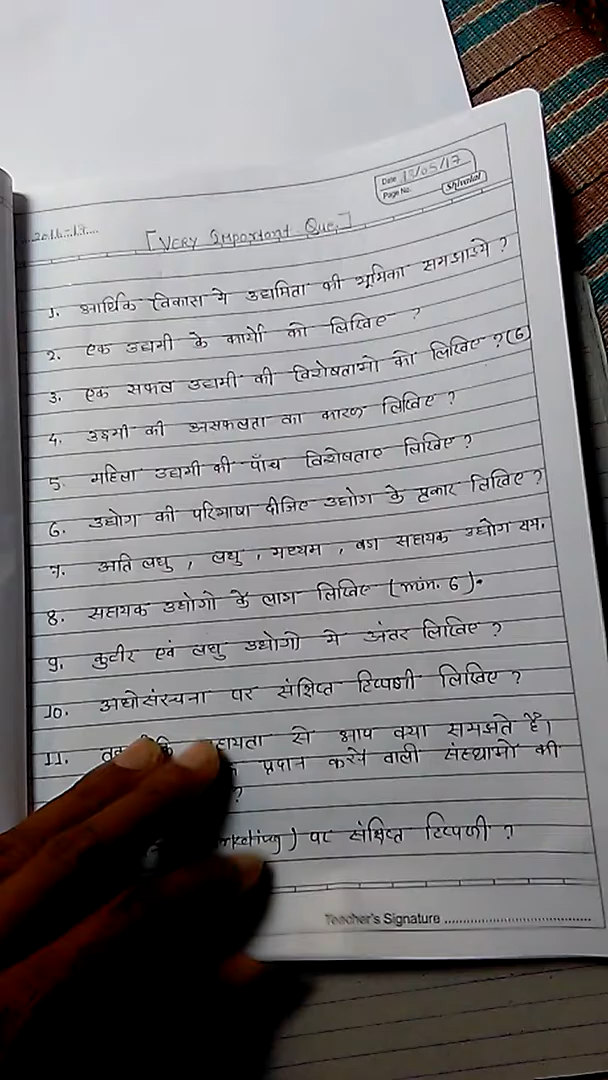 Date 13/05/17
Page No.
Shivalal
2016-17
[VERY Important Que.]
1. आर्थिक विकास मे उद्यमिता की भूमिका समझाइये ?
2. एक उद्यमी के कार्यो को लिखिए ?
3. एक सफल उद्यमी की विशेषताओ को लिखिए ? (6)
4. उद्यमी की असफलता का कारण लिखिए ?
5. महिला उद्यमी की पाँच विशेषताए लिखिए ?
6. उद्योग की परिभाषा दीजिए उद्योग के प्रकार लिखिए ?
7. अति लघु , लघु , मध्यम , बडा सहायक उद्योग
8. सहायक उद्योगो के लाभ लिखिए (min. 6).
9. कुटीर एवं लघु उद्योगो मे अंतर लिखिए ?
10. अधोसंरचना पर संक्षिप्त टिप्पणी लिखिए ?
11. सहायता से आप क्या समझते है।
प्रदान करने वाली संस्थाओ की
?
rketing) पर संक्षिप्त टिप्पणी ?
Teacher's Signature